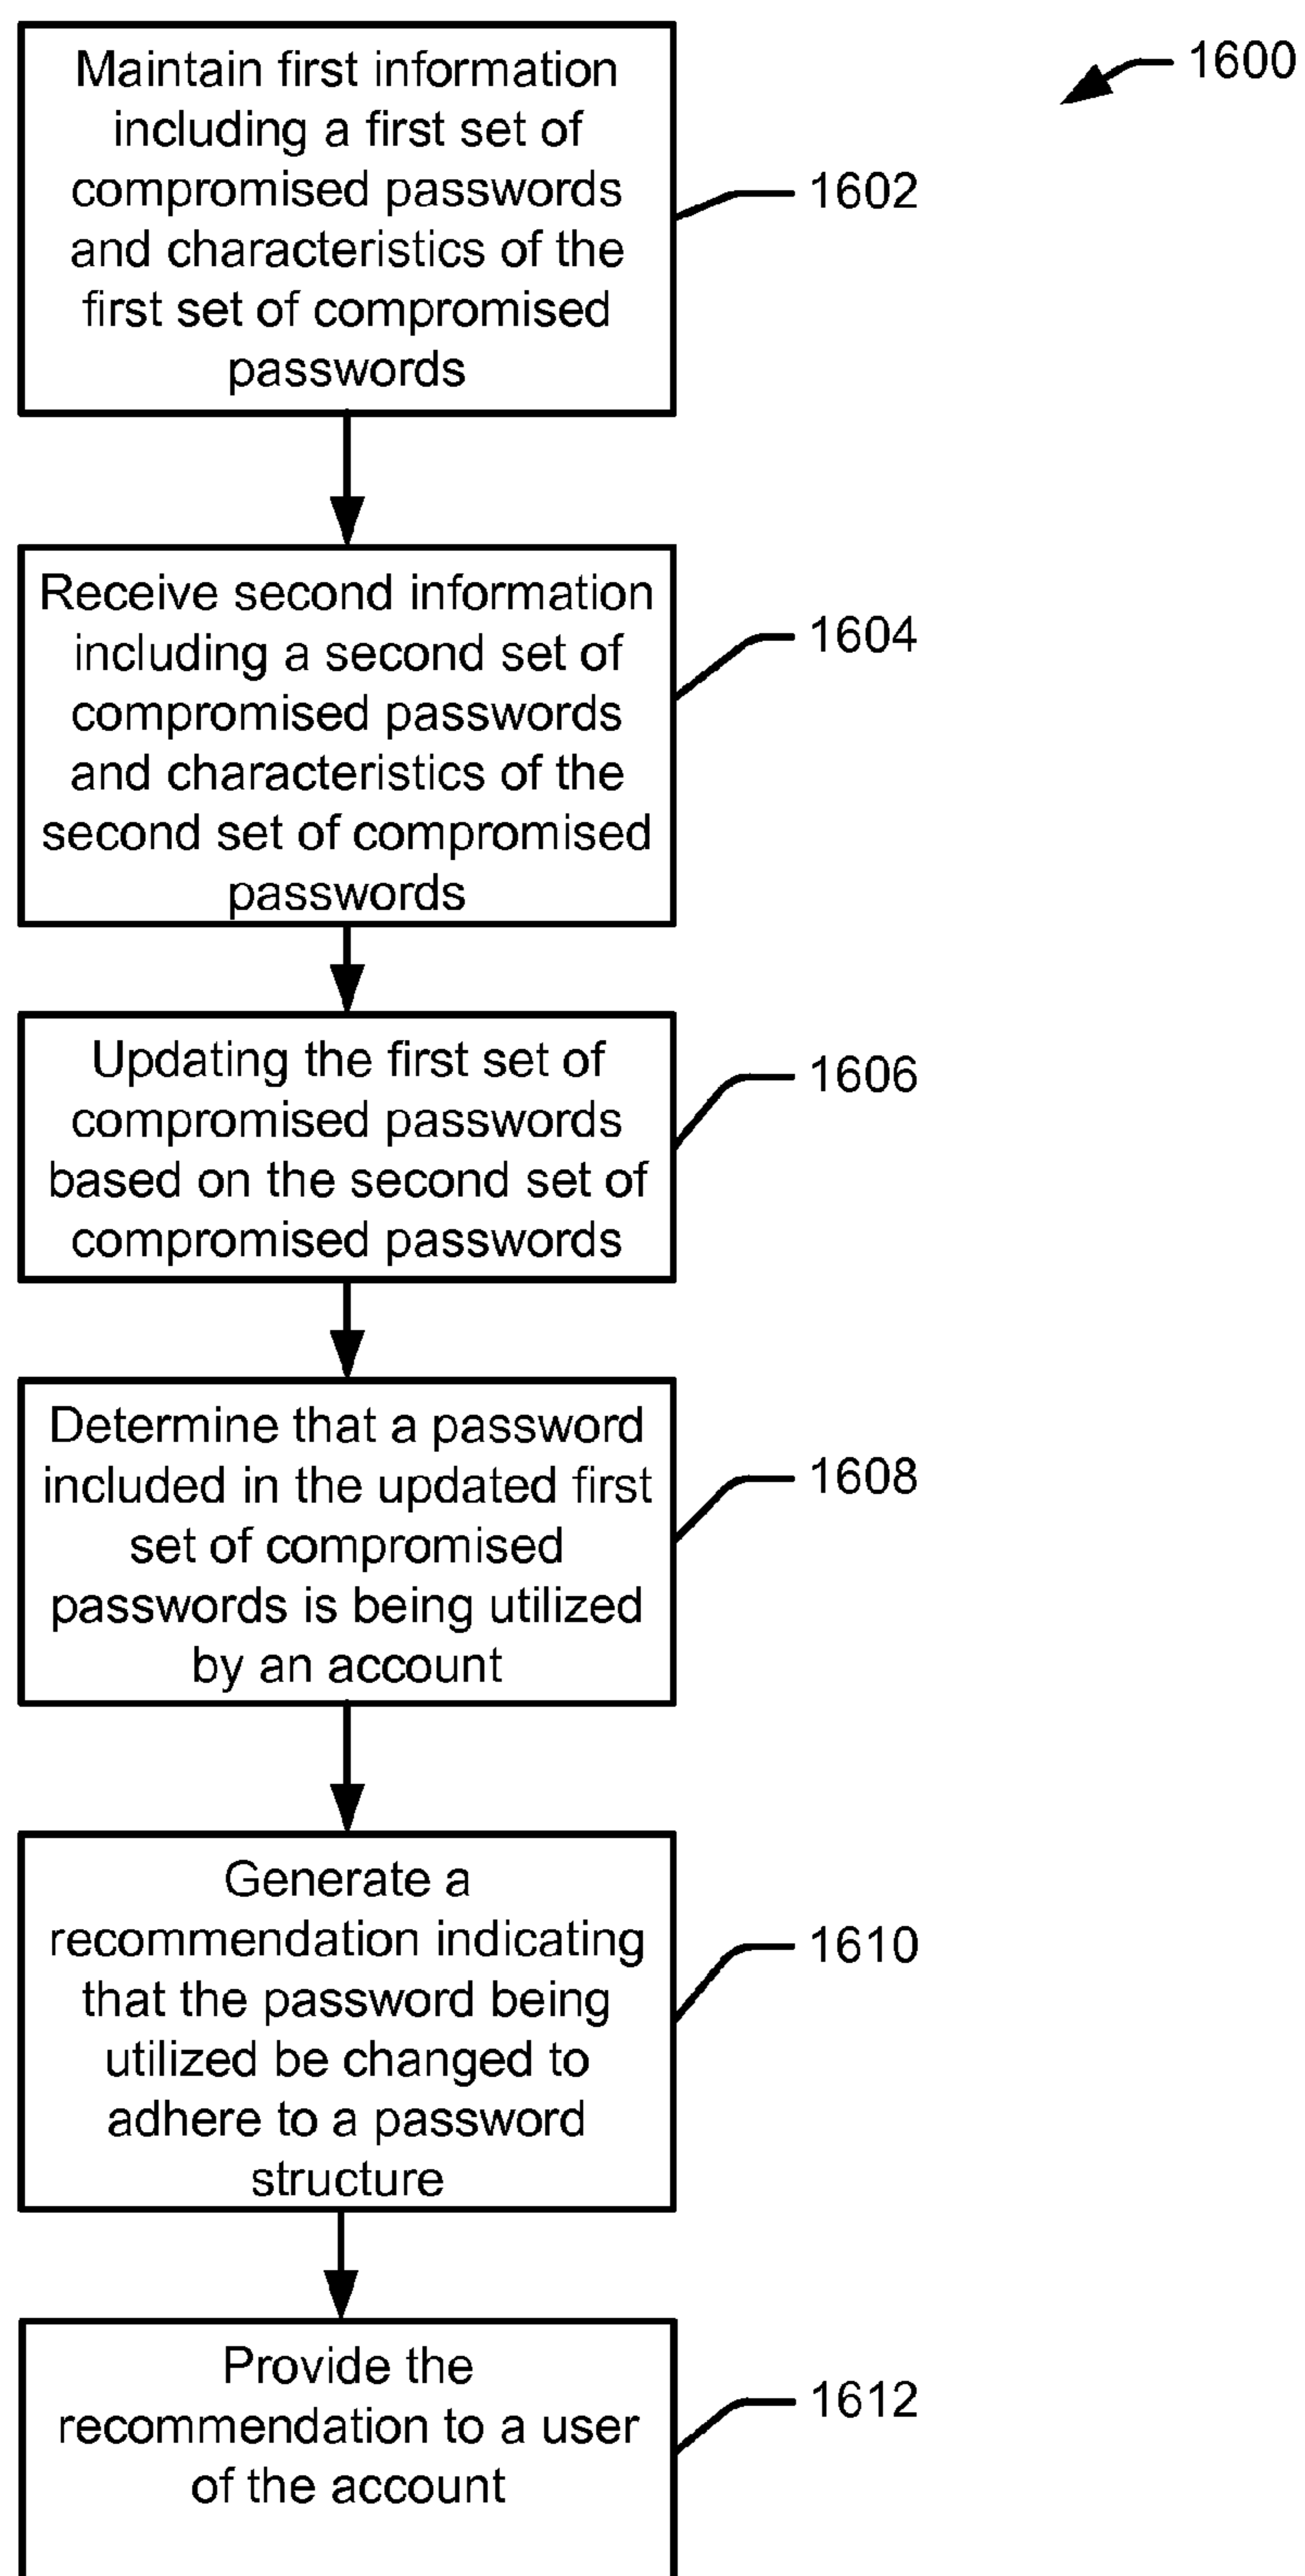 1600
Maintain first information
including a first set of
compromised passwords
and characteristics of the
first set of compromised
passwords
1602
Receive second information
including a second set of
compromised passwords
and characteristics of the
second set of compromised
passwords
1604
Updating the first set of
compromised passwords
based on the second set of
compromised passwords
1606
Determine that a password
included in the updated first
set of compromised
passwords is being utilized
by an account
1608
Generate a
recommendation indicating
that the password being
utilized be changed to
adhere to a password
structure
1610
Provide the
recommendation to a user
of the account
1612